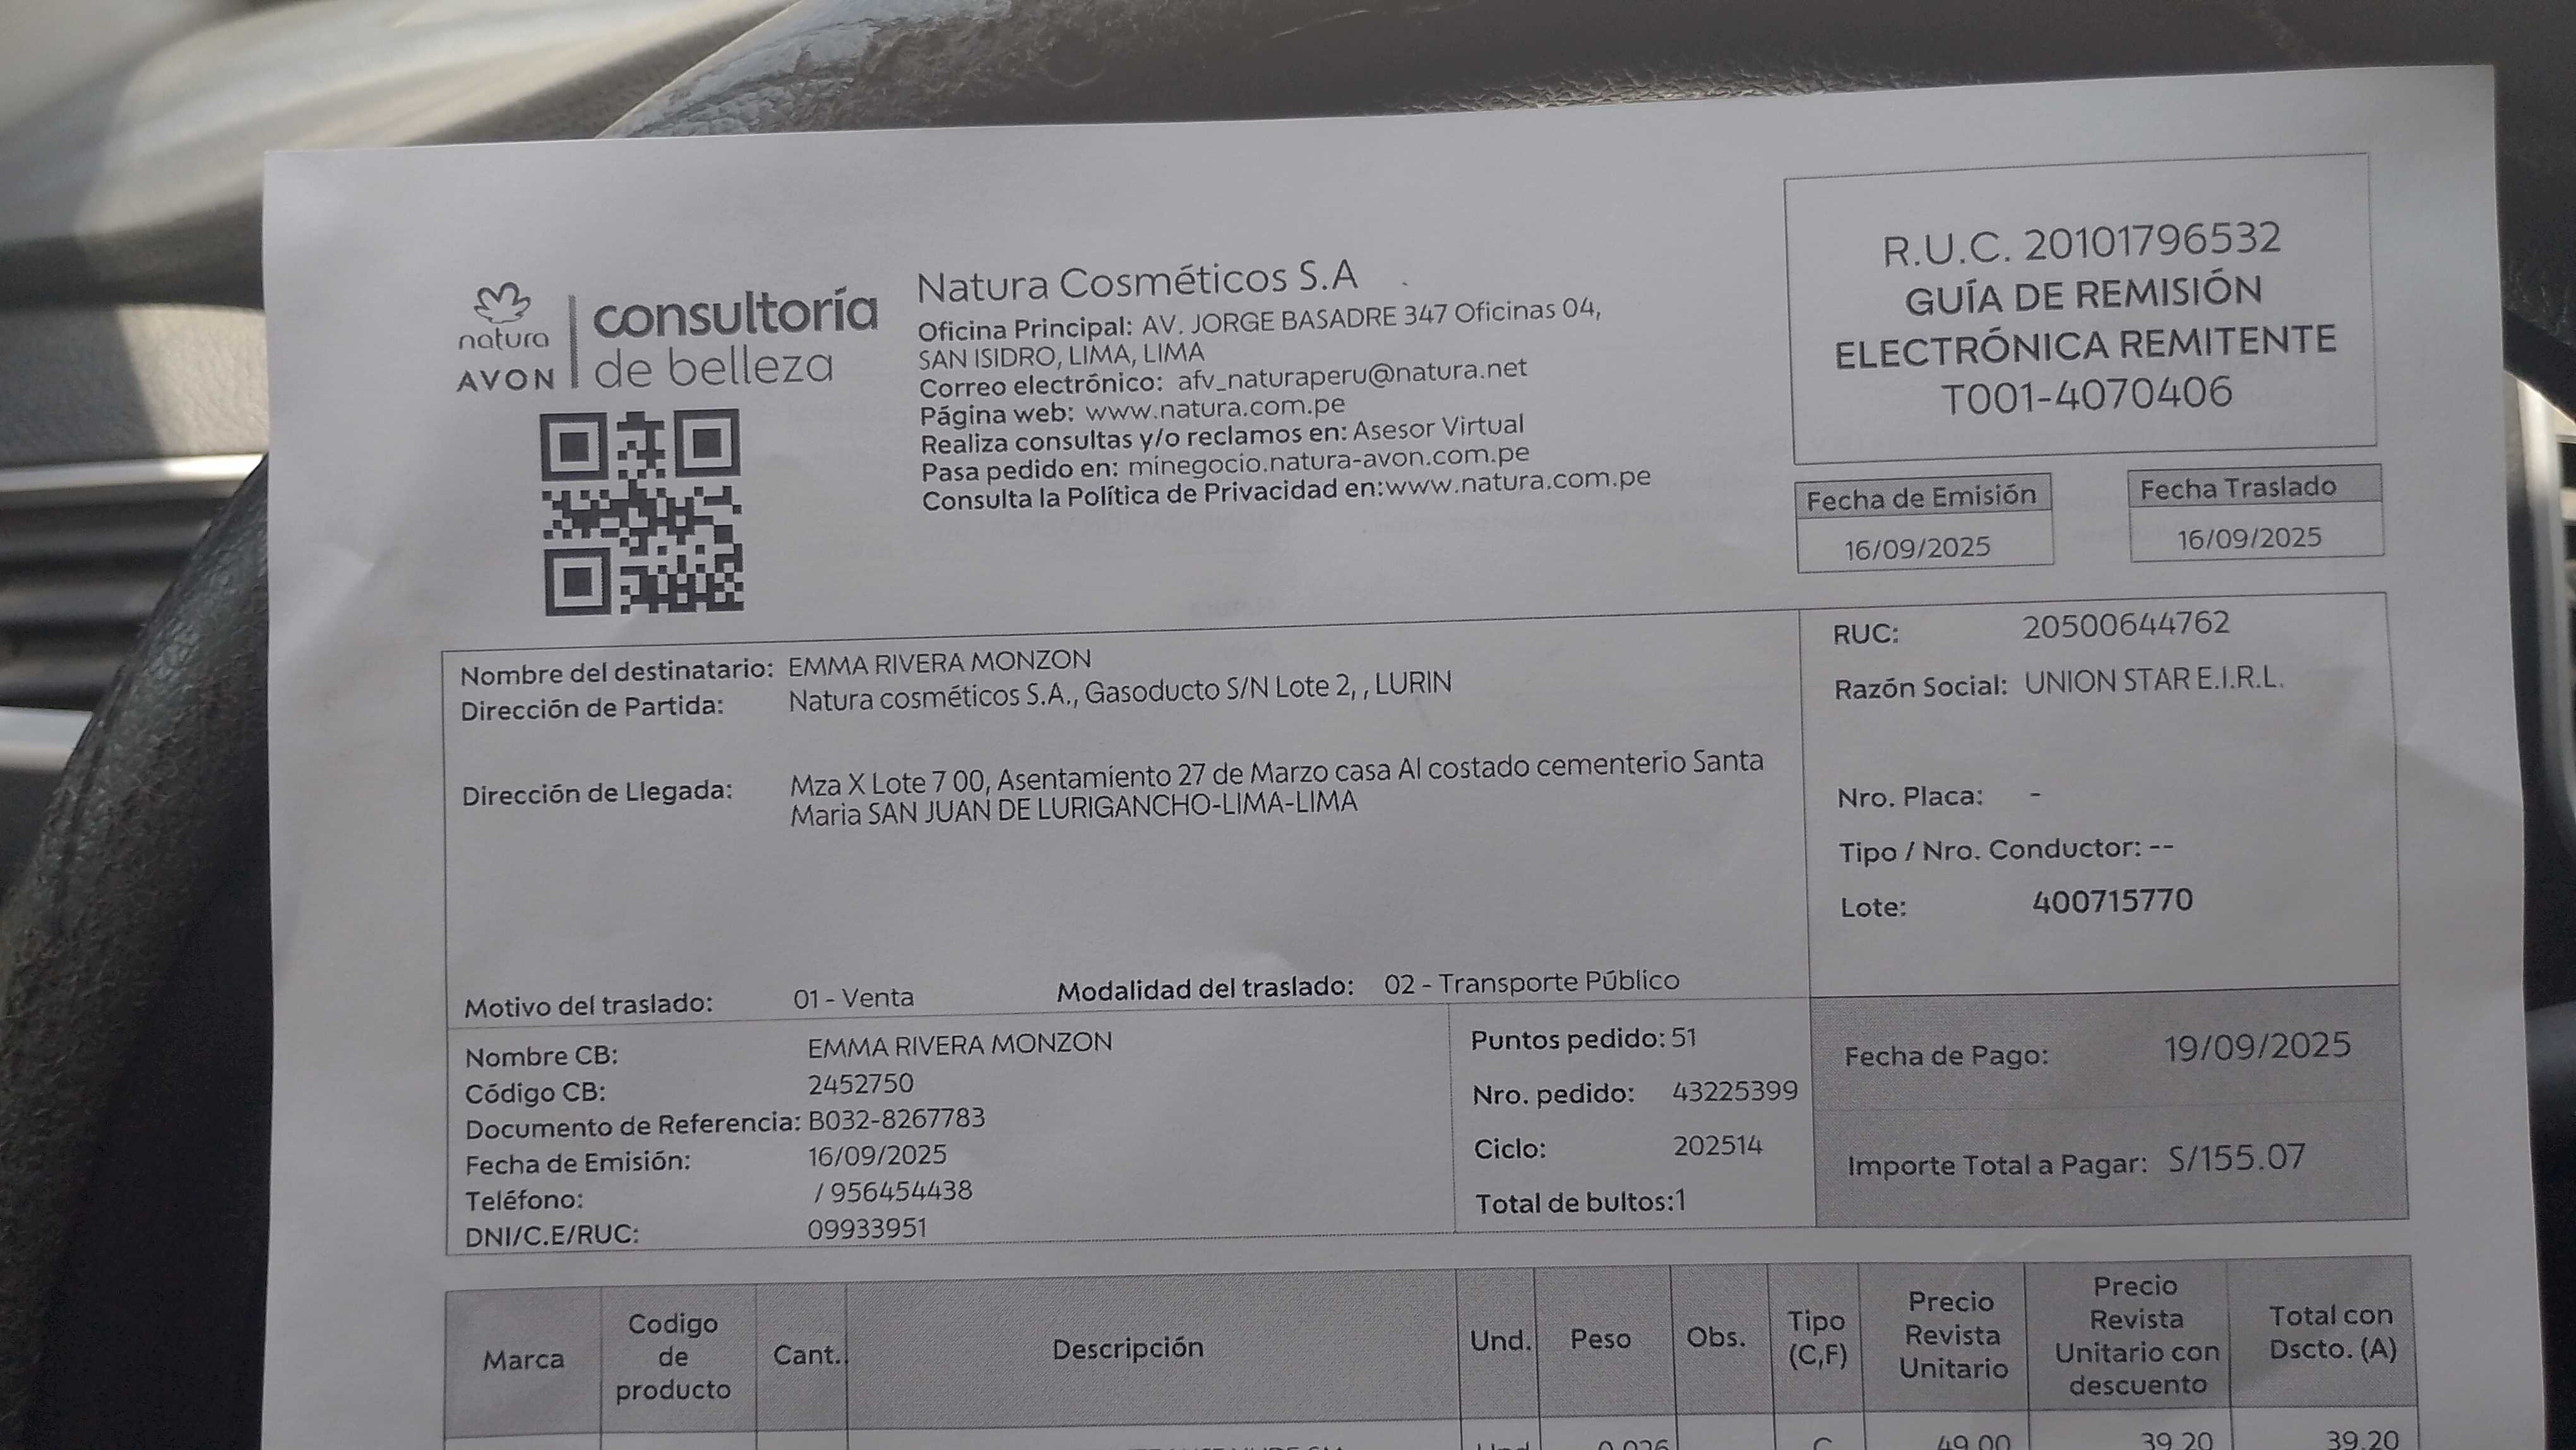 natura
AVON
consultoría
de belleza
Natura Cosméticos S.A
Oficina Principal: AV. JORGE BASADRE 347 Oficinas 04,
SAN ISIDRO, LIMA, LIMA
Correo electrónico: afv_naturaperu@natura.net
Página web: www.natura.com.pe
Realiza consultas y/o reclamos en: Asesor Virtual
Pasa pedido en: minegocio.natura-avon.com.pe
Consulta la Política de Privacidad en:www.natura.com.pe
R.U.C. 20101796532
GUÍA DE REMISIÓN
ELECTRÓNICA REMITENTE
T001-4070406
Fecha de Emisión
16/09/2025
Fecha Traslado
16/09/2025
Nombre del destinatario: EMMA RIVERA MONZON
Dirección de Partida: Natura cosméticos S.A., Gasoducto S/N Lote 2, , LURIN
Dirección de Llegada: Mza X Lote 7 00, Asentamiento 27 de Marzo casa Al costado cementerio Santa
Maria SAN JUAN DE LURIGANCHO-LIMA-LIMA
Motivo del traslado: 01 - Venta Modalidad del traslado: 02 - Transporte Público
RUC: 20500644762
Razón Social: UNION STAR E.I.R.L.
Nro. Placa: -
Tipo / Nro. Conductor: --
Lote: 400715770
Nombre CB: EMMA RIVERA MONZON
Código CB: 2452750
Documento de Referencia: B032-8267783
Fecha de Emisión: 16/09/2025
Teléfono: / 956454438
DNI/C.E/RUC: 09933951
Puntos pedido: 51
Nro. pedido: 43225399
Ciclo: 202514
Total de bultos:1
Fecha de Pago: 19/09/2025
Importe Total a Pagar: S/155.07
Marca
Codigo
de
producto
Cant.
Descripción
Und.
Peso
Obs.
Tipo
(C,F)
Precio
Revista
Unitario
Precio
Revista
Unitario con
descuento
Total con
Dscto. (A)
Und 0.026 C 49.00 39.20 39.20